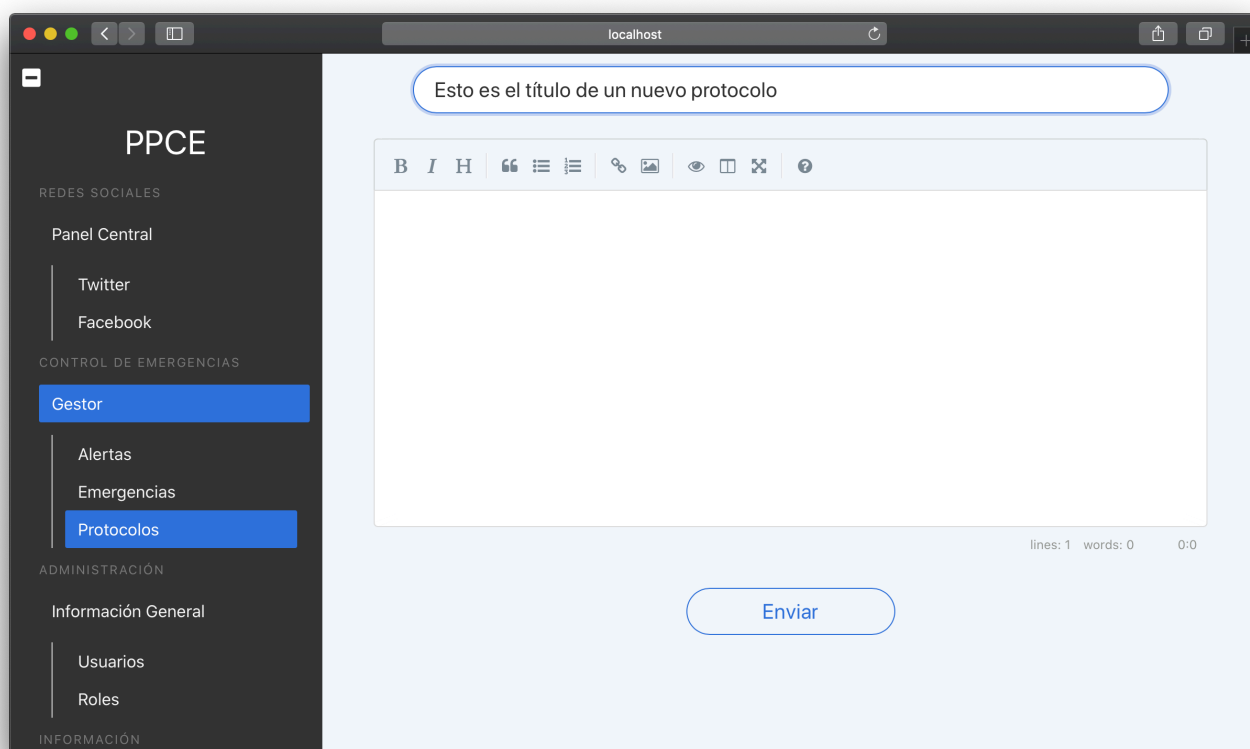 localhost
PPCE
REDES SOCIALES
Panel Central
Twitter
Facebook
CONTROL DE EMERGENCIAS
Gestor
Alertas
Emergencias
Protocolos
ADMINISTRACIÓN
Información General
Usuarios
Roles
INFORMACIÓN
Esto es el título de un nuevo protocolo
B I H
lines: 1 words: 0 0:0
Enviar